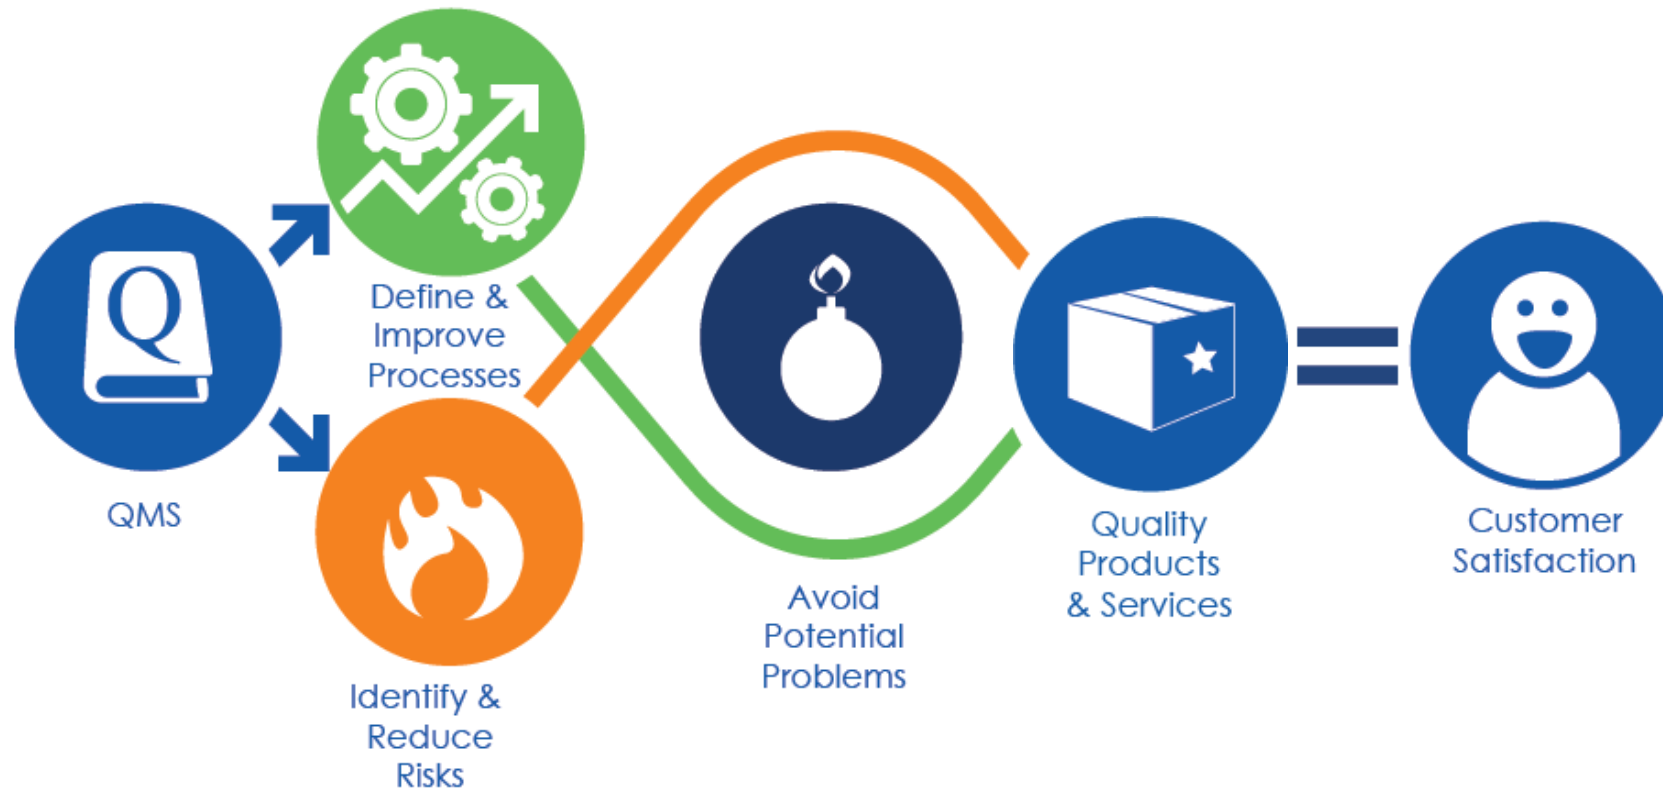 Q
QMS
Define &
Improve
Processes
Identify &
Reduce
Risks
Avoid
Potential
Problems
Quality
Products
& Services
Customer
Satisfaction